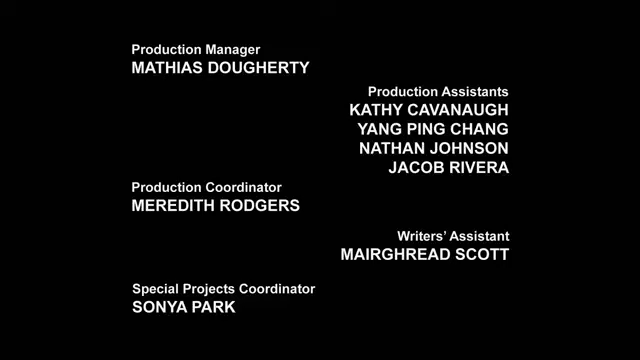 Production Manager
MATHIAS DOUGHERTY
Production Assistants
KATHY CAVANAUGH
YANG PING CHANG
NATHAN JOHNSON
JACOB RIVERA
Production Coordinator
MEREDITH RODGERS
Writers’ Assistant
MAIRGHREAD SCOTT
Special Projects Coordinator
SONYA PARK